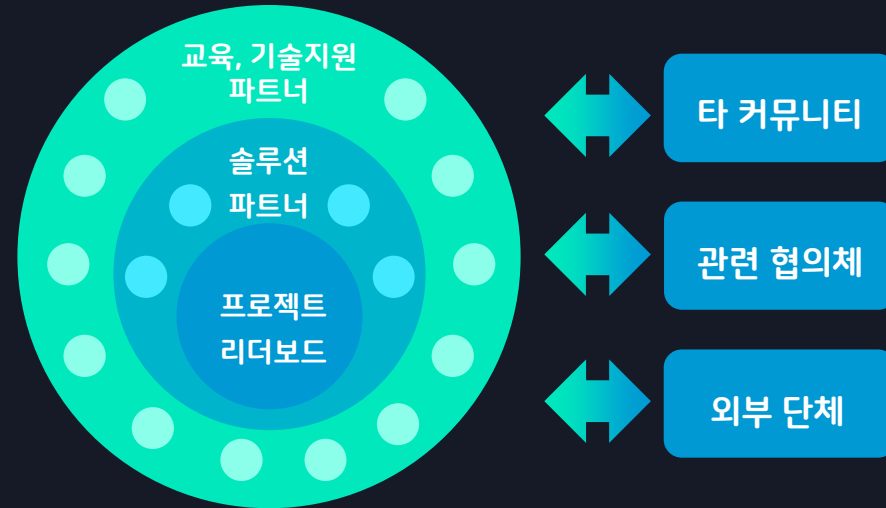 교육, 기술지원
파트너
솔루션
파트너
프로젝트
리더보드
타 커뮤니티
관련 협의체
외부 단체